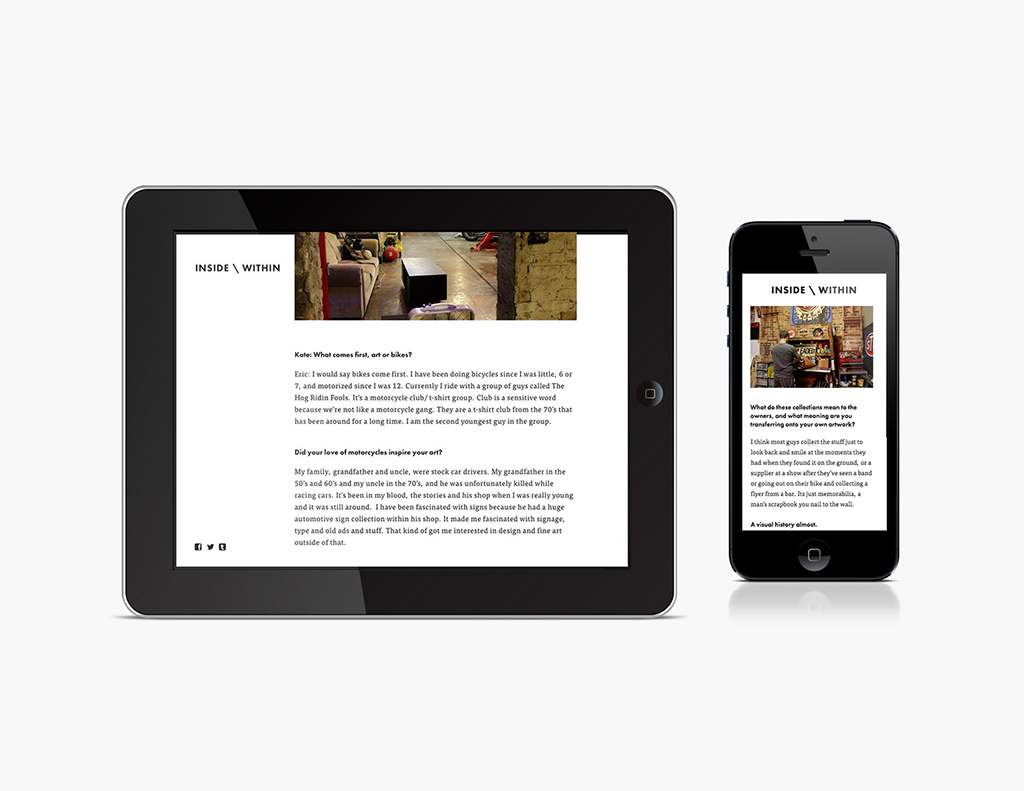 INSIDE \ WITHIN
Kate: What comes first, art or bikes?
Eric: I would say bikes come first. I have been doing bicycles since I was little, 6 or
7, and motorized since I was 12. Currently I ride with a group of guys called The
Hog Ridin Fools. It's a motorcycle club/ t-shirt group. Club is a sensitive word
because we're not like a motorcycle gang. They are a t-shirt club from the 70's that
has been around for a long time. I am the second youngest guy in the group.
Did your love of motorcycles inspire your art?
My family, grandfather and uncle, were stock car drivers. My grandfather in the
50's and 60's and my uncle in the 70's, and he was unfortunately killed while
racing cars. It's been in my blood, the stories and his shop when I was really young
and it was still around. I have been fascinated with signs because he had a huge
automotive sign collection within his shop. It made me fascinated with signage,
type and old ads and stuff. That kind of got me interested in design and fine art
outside of that.
INSIDE \ WITHIN
What do these collections mean to the
owners, and what meaning are you
transferring onto your own artwork?
I think most guys collect the stuff just to
look back and smile at the moments they
had when they found it on the ground, or a
supplier at a show after they've seen a band
or going out on their bike and collecting a
flyer from a bar. Its just memorabilia, a
man's scrapbook you nail to the wall.
A visual history almost.